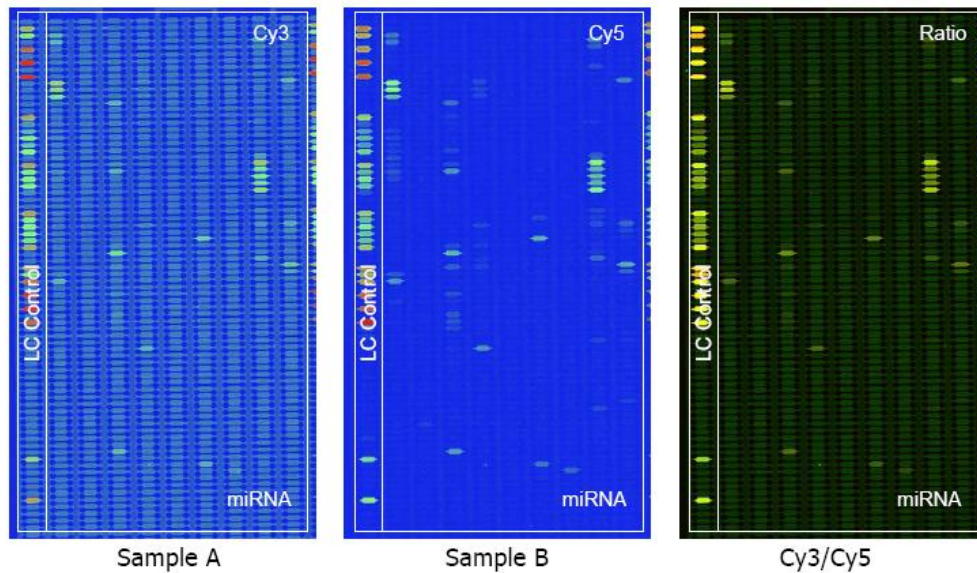 Cy3
LC Control
miRNA
Sample A
Cy5
LC Control
miRNA
Sample B
Ratio
LC Control
miRNA
Cy3/Cy5